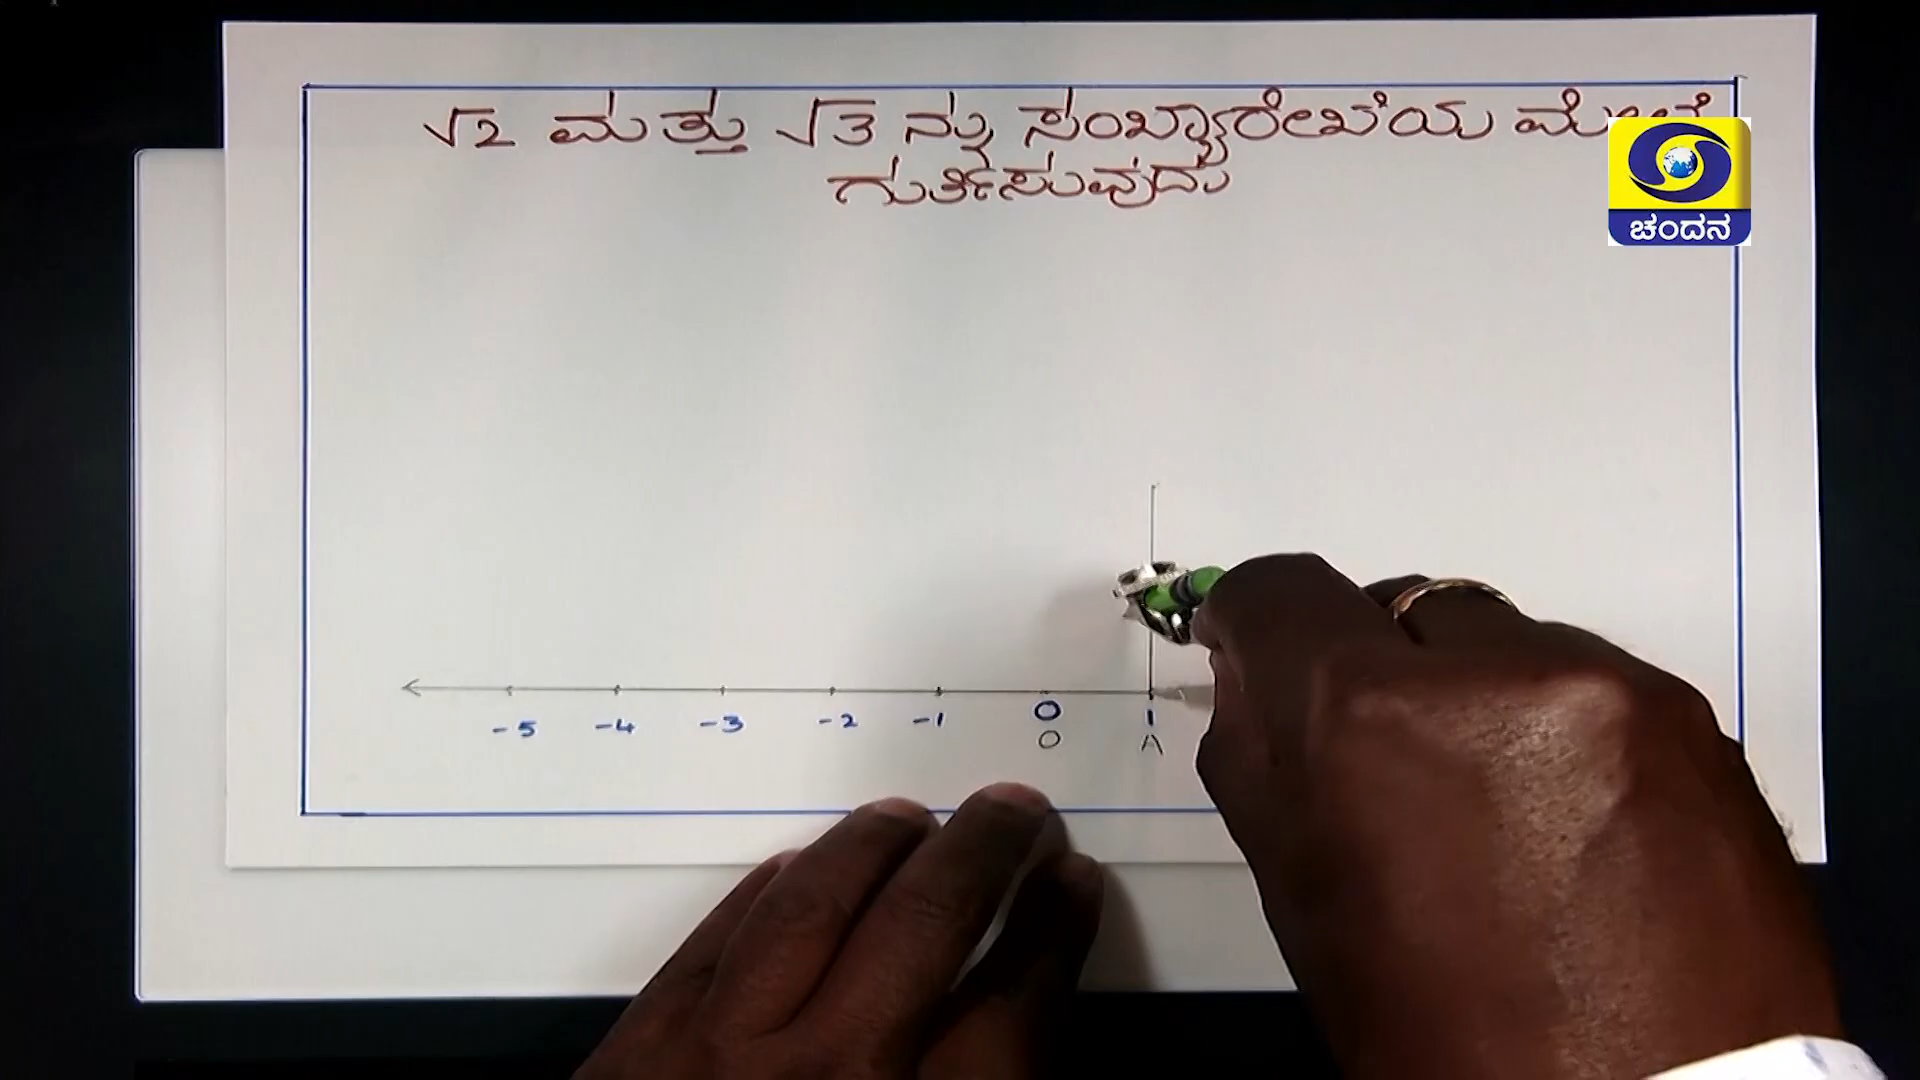 √2 ಮತ್ತು √3 ನ್ನು ಸಂಖ್ಯಾರೇಖೆಯ ಮೇಲೆ
ಗುರ್ತಿಸುವುದು
ಚಂದನ
-5 -4 -3 -2 -1 0 1
O A